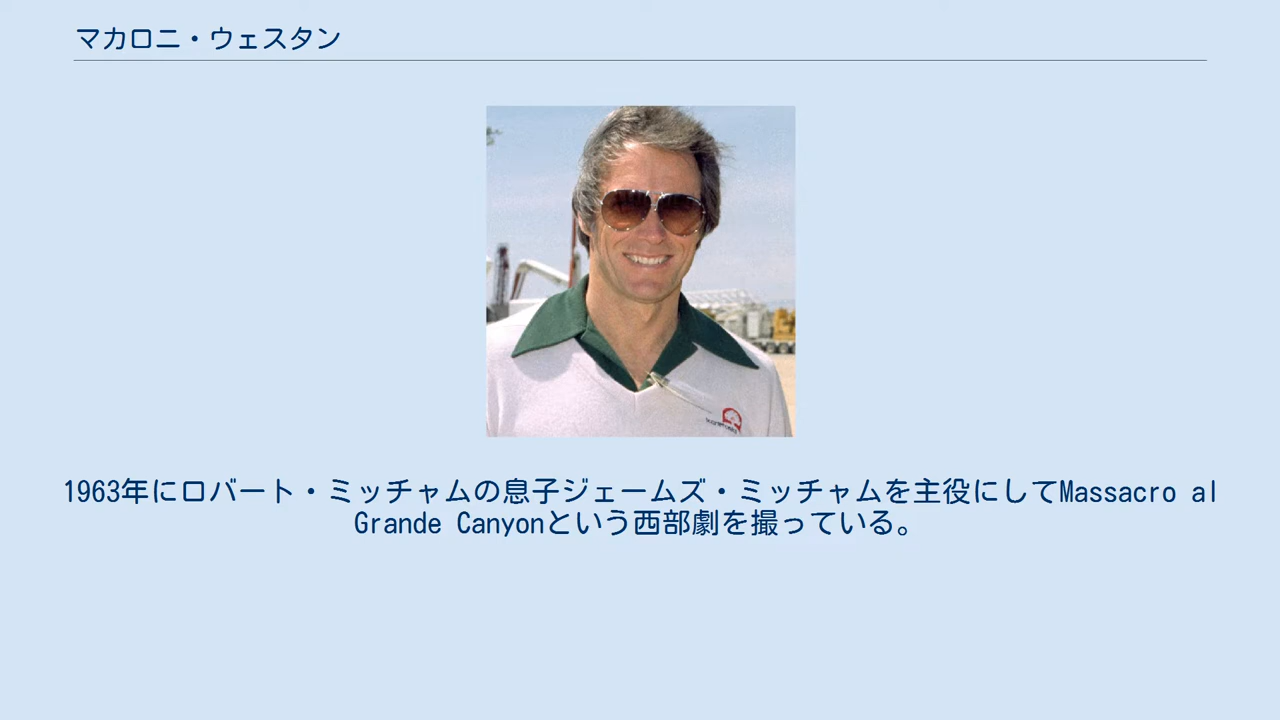 マカロニ・ウェスタン
1963年にロバート・ミッチャムの息子ジェームズ・ミッチャムを主役にしてMassacro al
Grande Canyonという西部劇を撮っている。